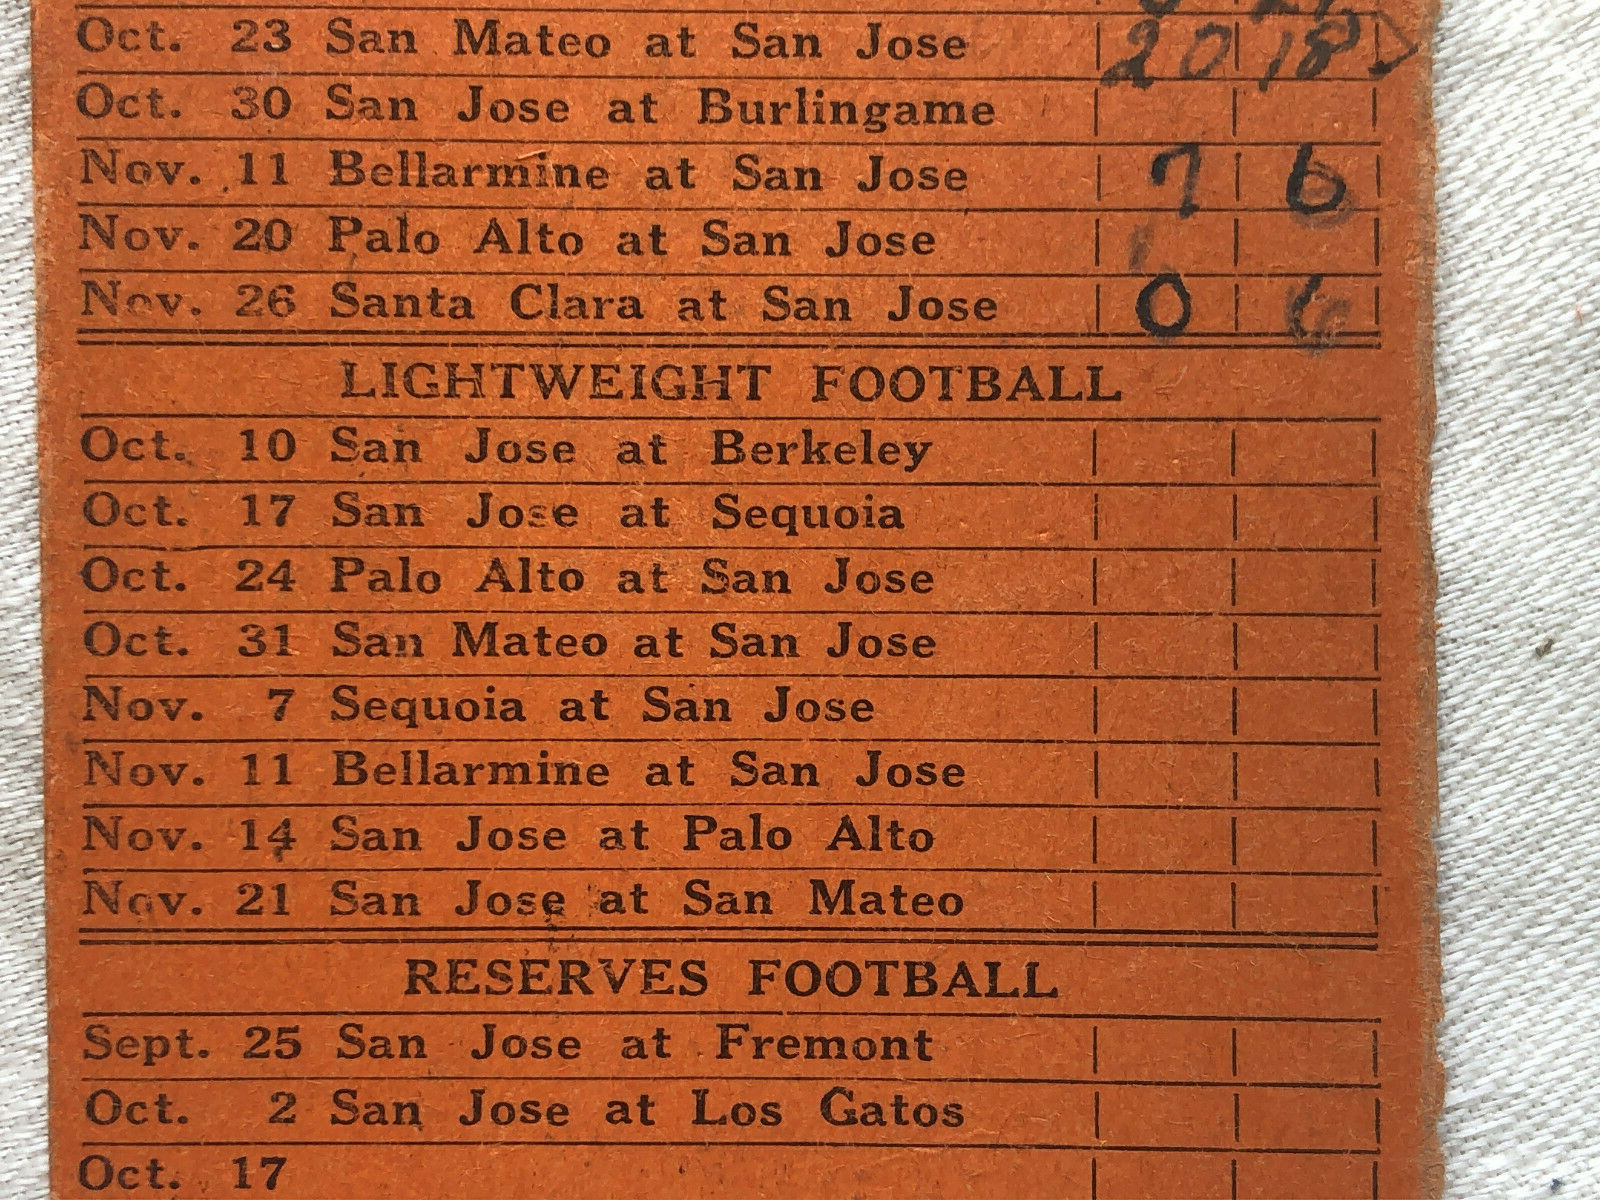 Oct. 23 San Mateo at San Jose 20 18
Oct. 30 San Jose at Burlingame
Nov. 11 Bellarmine at San Jose 7 6
Nov. 20 Palo Alto at San Jose
Nov. 26 Santa Clara at San Jose 0 6
LIGHTWEIGHT FOOTBALL
Oct. 10 San Jose at Berkeley
Oct. 17 San Jose at Sequoia
Oct. 24 Palo Alto at San Jose
Oct. 31 San Mateo at San Jose
Nov. 7 Sequoia at San Jose
Nov. 11 Bellarmine at San Jose
Nov. 14 San Jose at Palo Alto
Nov. 21 San Jose at San Mateo
RESERVES FOOTBALL
Sept. 25 San Jose at Fremont
Oct. 2 San Jose at Los Gatos
Oct. 17